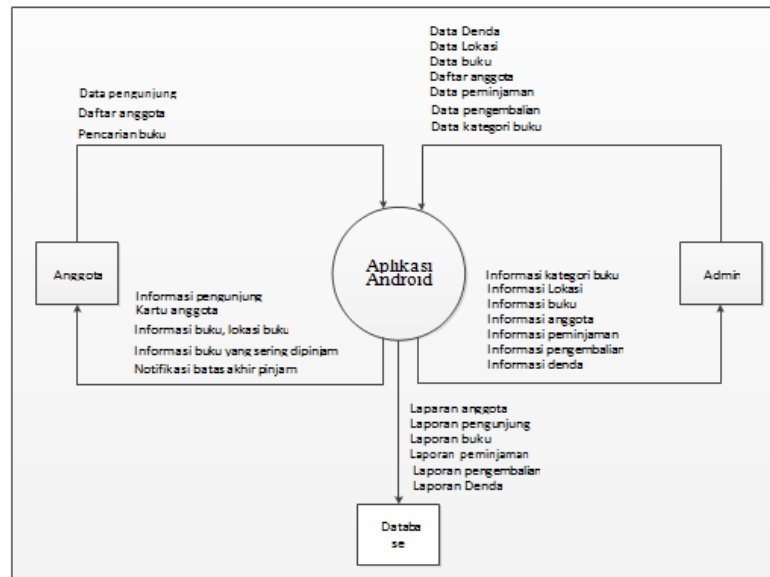 Data Denda
Data Lokasi
Data buku
Daftar anggota
Data peminjaman
Data pengembalian
Data kategori buku
Data pengunjung
Daftar anggota
Pencarian buku
Anggota
Aplikasi
Android
Admin
Informasi pengunjung
Kartu anggota
Informasi buku, lokasi buku
Informasi buku yang sering dipinjam
Notifikasi batas akhir pinjam
Informasi kategori buku
Informasi Lokasi
Informasi buku
Informasi anggota
Informasi peminjaman
Informasi pengembalian
Informasi denda
Laparan anggota
Laporan pengunjung
Laporan buku
Laporan peminjaman
Laporan pengembalian
Laporan Denda
Databa
se